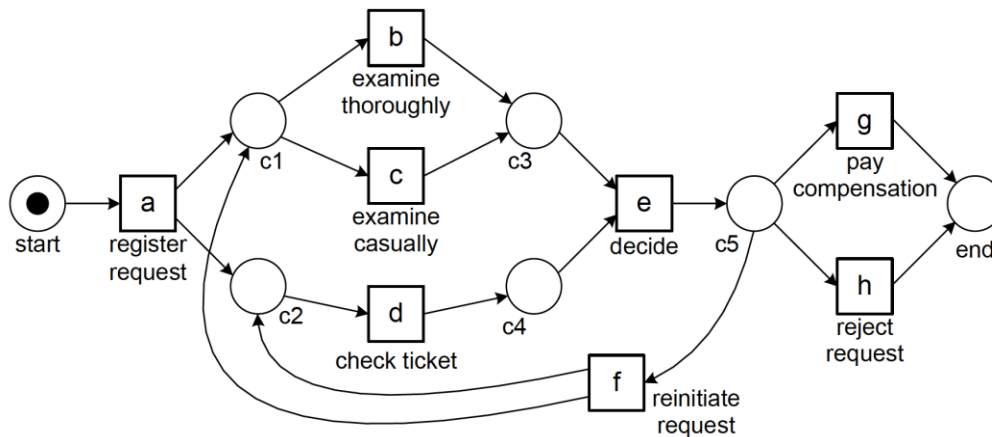 b
examine
thoroughly
c1
c3
g
pay
compensation
c
examine
casually
start
a
register
request
e
decide
c5
end
c2
d
check ticket
c4
h
reject
request
f
reinitiate
request